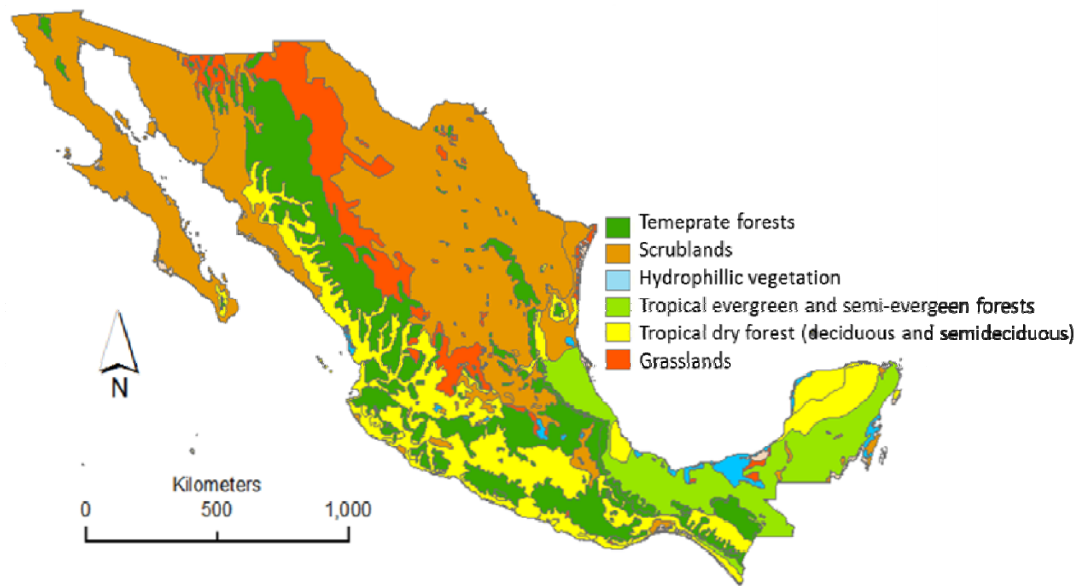 Temeprate forests
Scrublands
Hydrophillic vegetation
Tropical evergreen and semi-evergeen forests
Tropical dry forest (deciduous and semideciduous)
Grasslands
N
Kilometers
0 500 1,000